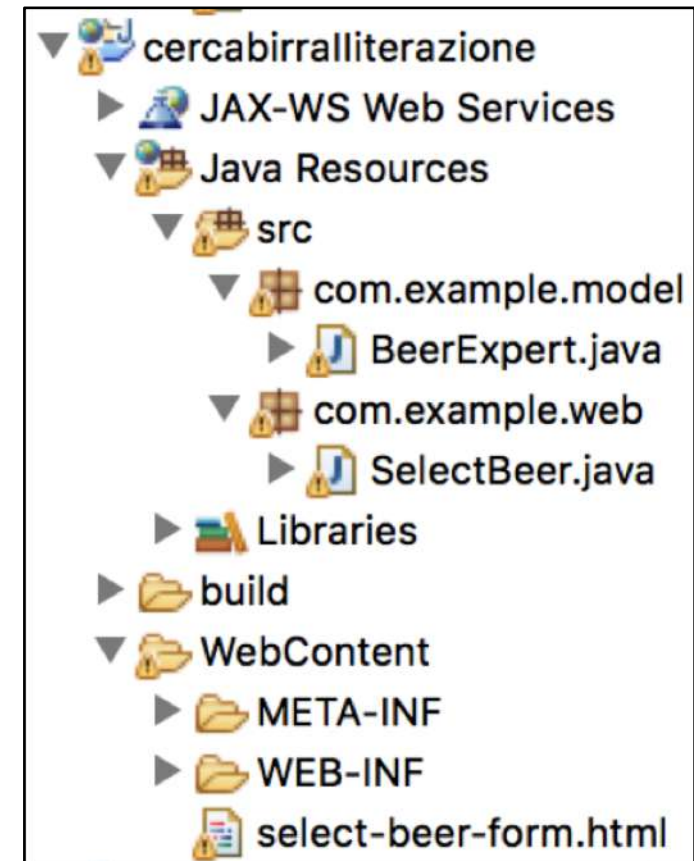 cercabirraIIiterazione
JAX-WS Web Services
Java Resources
src
com.example.model
BeerExpert.java
com.example.web
SelectBeer.java
Libraries
build
WebContent
META-INF
WEB-INF
select-beer-form.html